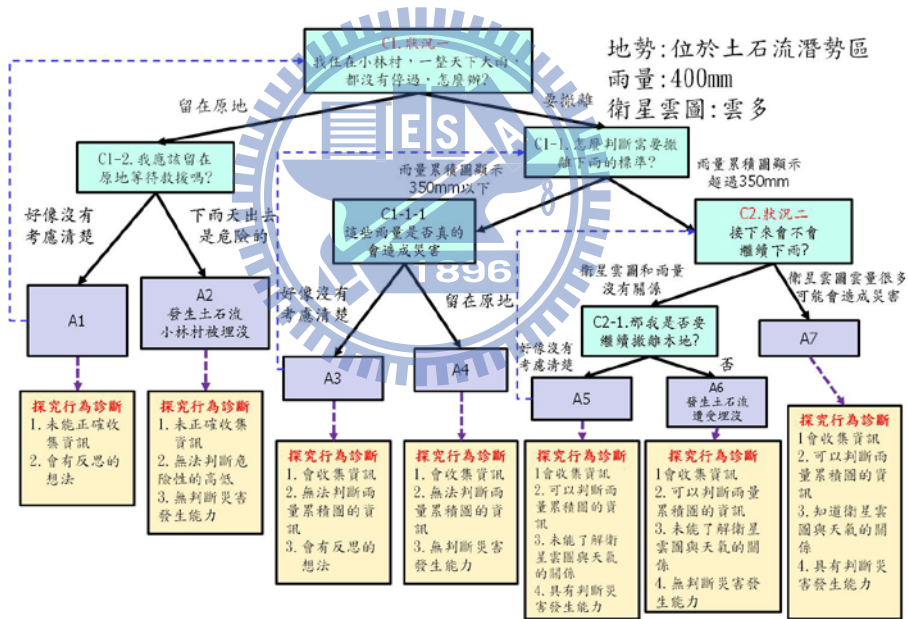 C1.狀況一
我住在小林村，一整天下大雨，
都沒有停過，怎麼辦?
地勢:位於土石流潛勢區
雨量:400mm
衛星雲圖:雲多
留在原地
要撤離
C1-2.我應該留在
原地等待救援嗎?
C1-1.怎麼判斷需要撤
離下雨的標準?
好像沒有
考慮清楚
下雨天出去
是危險的
雨量累積圖顯示
350mm以下
雨量累積圖顯示
超過350mm
C1-1-1
這些雨量是否真的
會造成災害
C2.狀況二
接下來會不會
繼續下雨?
A1
A2
發生土石流
小林村被埋沒
好像沒有
考慮清楚
留在原地
衛星雲圖和雨量
沒有關係
衛星雲圖雲量很多
可能會造成災害
C2-1.那我是否要
繼續撤離本地?
A7
好像沒有
考慮清楚
否
A3
A4
A5
A6
發生土石流
遭受埋沒
探究行為診斷
1. 未能正確收
集資訊
2. 會有反思的
想法
探究行為診斷
1. 未正確收集
資訊
2. 無法判斷危
險性的高低
3. 無判斷災害
發生能力
探究行為診斷
1. 會收集資訊
2. 無法判斷雨
量累積圖的資
訊
3. 會有反思的
想法
探究行為診斷
1. 會收集資訊
2. 無法判斷雨
量累積圖的資
訊
3. 無判斷災害
發生能力
探究行為診斷
1會收集資訊
2. 可以判斷雨
量累積圖的資
訊
3. 未能了解衛
星雲圖與天氣
的關係
4. 具有判斷災
害發生能力
探究行為診斷
1會收集資訊
2. 可以判斷雨量
累積圖的資訊
3. 未能了解衛星
雲圖與天氣的關
係
4. 無判斷災害發
生能力
探究行為診斷
1會收集資訊
2. 可以判斷雨
量累積圖的資
訊
3. 知道衛星雲
圖與天氣的關
係
4. 具有判斷災
害發生能力
ESA
8
1896